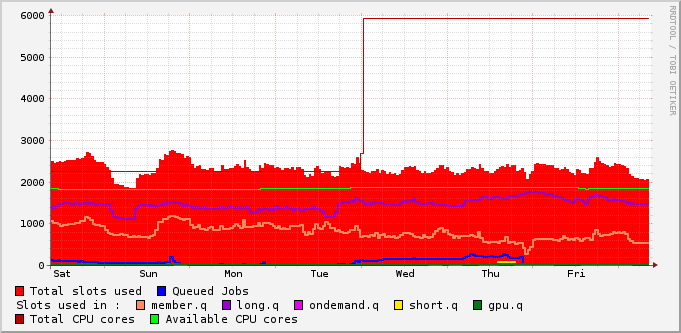 6000
5000
4000
3000
2000
1000
0
Sat Sun Mon Tue Wed Thu Fri
RRDTOOL / TOBI OETIKER
Total slots used Queued Jobs
Slots used in : member.q long.q ondemand.q short.q gpu.q
Total CPU cores Available CPU cores